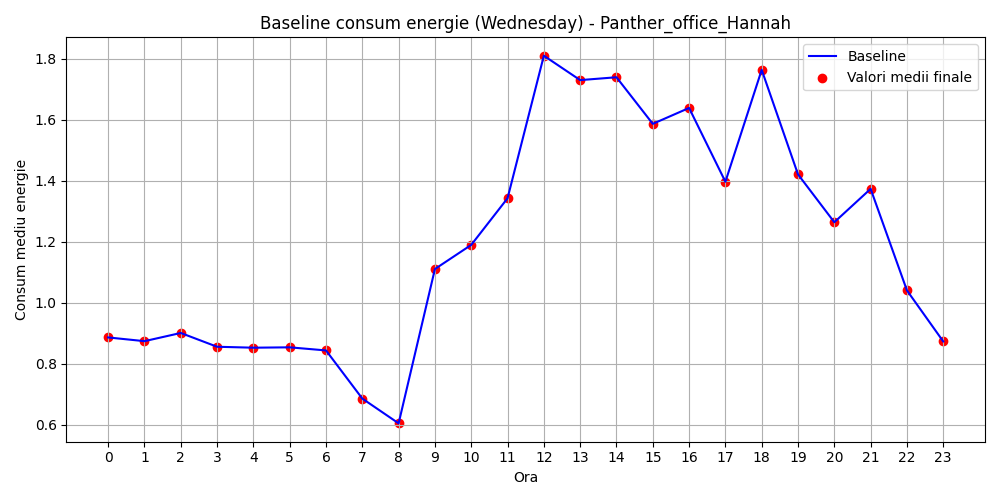 Baseline consum energie (Wednesday) - Panther_office_Hannah
Baseline
Valori medii finale
Consum mediu energie
1.8
1.6
1.4
1.2
1.0
0.8
0.6
0 1 2 3 4 5 6 7 8 9 10 11 12 13 14 15 16 17 18 19 20 21 22 23
Ora